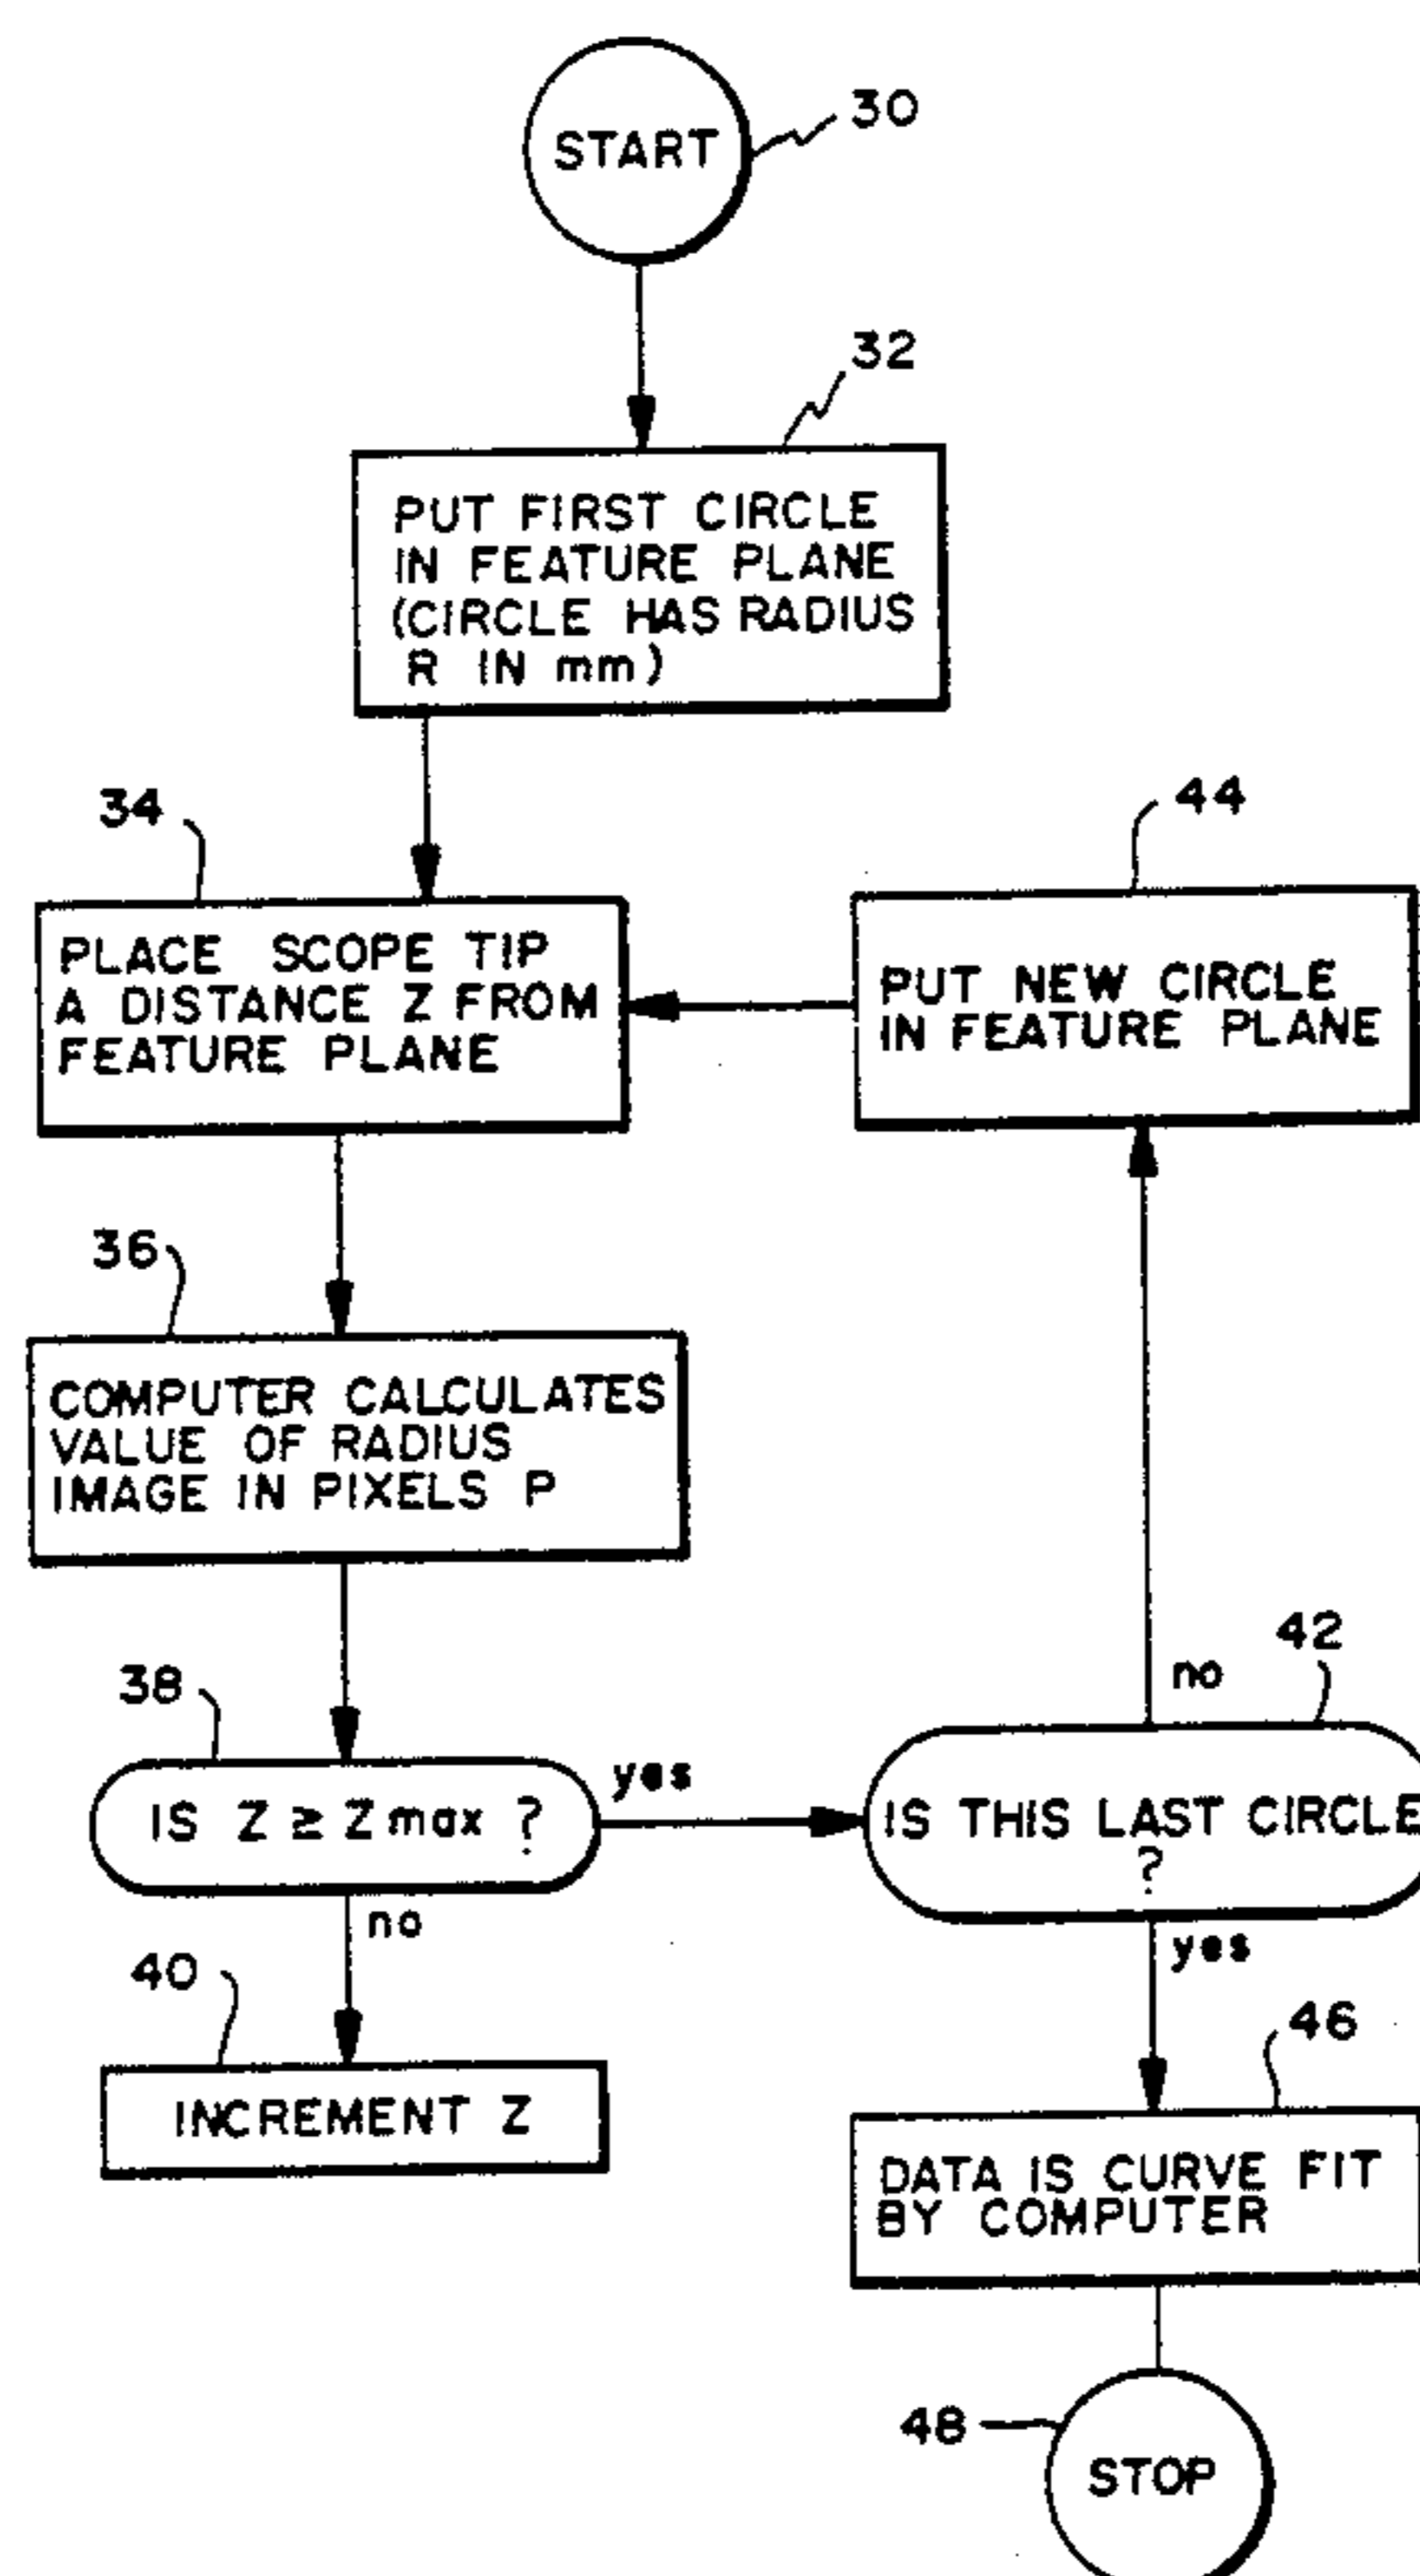 START
30
32
PUT FIRST CIRCLE
IN FEATURE PLANE
(CIRCLE HAS RADIUS
R IN mm)
34
PLACE SCOPE TIP
A DISTANCE Z FROM
FEATURE PLANE
44
PUT NEW CIRCLE
IN FEATURE PLANE
36
COMPUTER CALCULATES
VALUE OF RADIUS
IMAGE IN PIXELS P
38
IS Z ≥ Z max ?
yes
no
42
no
IS THIS LAST CIRCLE
?
yes
40
INCREMENT Z
46
DATA IS CURVE FIT
BY COMPUTER
48
STOP